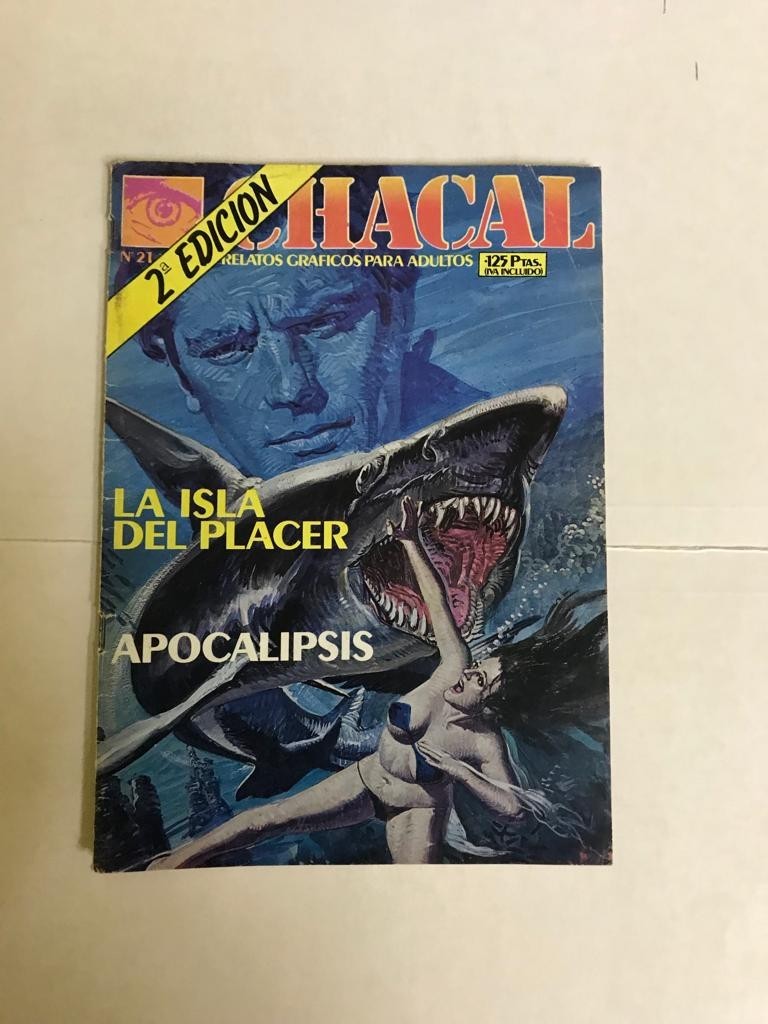 CHACAL
2ª EDICION
Nº 21
RELATOS GRAFICOS PARA ADULTOS
125 PTAS.
(IVA INCLUIDO)
LA ISLA
DEL PLACER
APOCALIPSIS